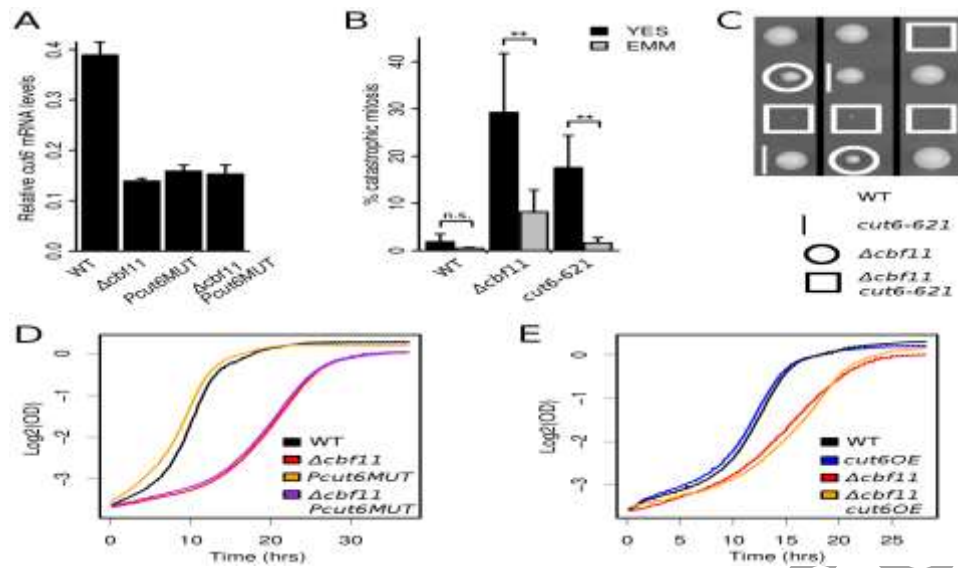 A
Relative cut6 mRNA levels
0.4
0.3
0.2
0.1
0.0
WT
Δcbf11
Pcut6MUT
Δcbf11
Pcut6MUT
B
% catastrophic mitosis
40
30
20
10
0
n.s.
**
**
YES
EMM
WT
Δcbf11
cut6-621
C
WT
cut6-621
Δcbf11
Δcbf11
cut6-621
D
Log2(OD)
0
-1
-2
-3
WT
Δcbf11
Pcut6MUT
Δcbf11
Pcut6MUT
0
10
20
30
Time (hrs)
E
Log2(OD)
0
-1
-2
-3
WT
cut6OE
Δcbf11
Δcbf11
cut6OE
0
5
10
15
20
25
Time (hrs)